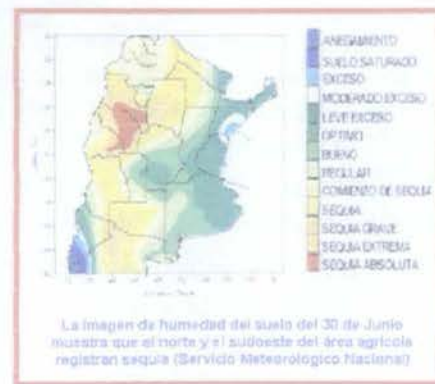 ANEGAMIENTO
SUELO SATURADO
EXCESO
MODERADO EXCESO
LEVE EXCESO
OPTIMO
BUENO
REGULAR
COMIENZO DE SEQUIA
SEQUIA
SEQUIA GRAVE
SEQUIA EXTREMA
SEQUIA ABSOLUTA
La imagen de humedad del suelo del 30 de Junio
muestra que el norte y el sudoeste del área agrícola
registran sequía (Servicio Meteorológico Nacional)